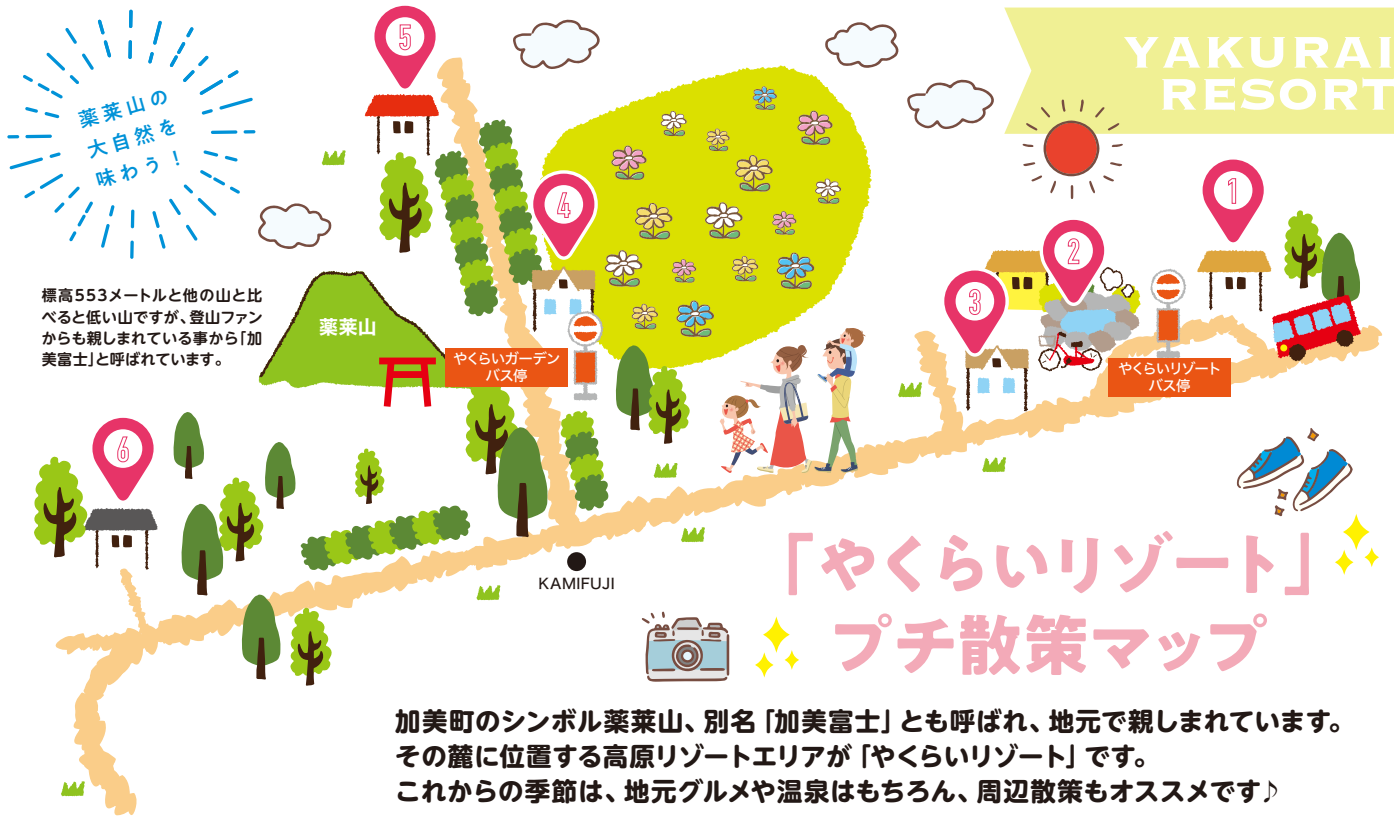 薬莱山の
大自然を
味わう！
YAKURAI
RESORT
5
4
1
2
3
6
標高553メートルと他の山と比
べると低い山ですが、登山ファン
からも親しまれている事から「加
美富士」と呼ばれています。
薬莱山
やくらいガーデン
バス停
やくらいリゾート
バス停
KAMIFUJI
「やくらいリゾート」
プチ散策マップ
加美町のシンボル薬莱山、別名「加美富士」とも呼ばれ、地元で親しまれています。
その麓に位置する高原リゾートエリアが「やくらいリゾート」です。
これからの季節は、地元グルメや温泉はもちろん、周辺散策もオススメです♪